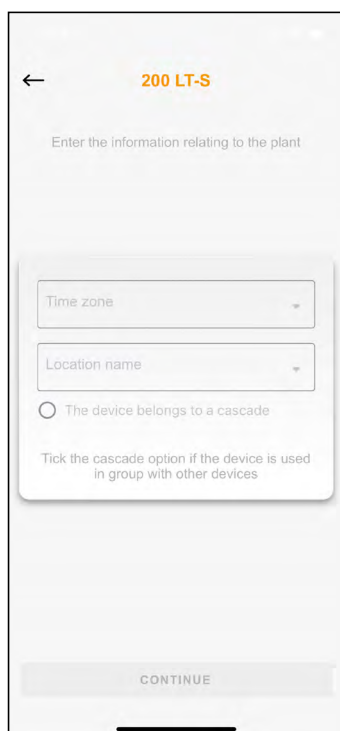 200 LT-S
Enter the information relating to the plant
Time zone
Location name
The device belongs to a cascade
Tick the cascade option if the device is used
in group with other devices
CONTINUE